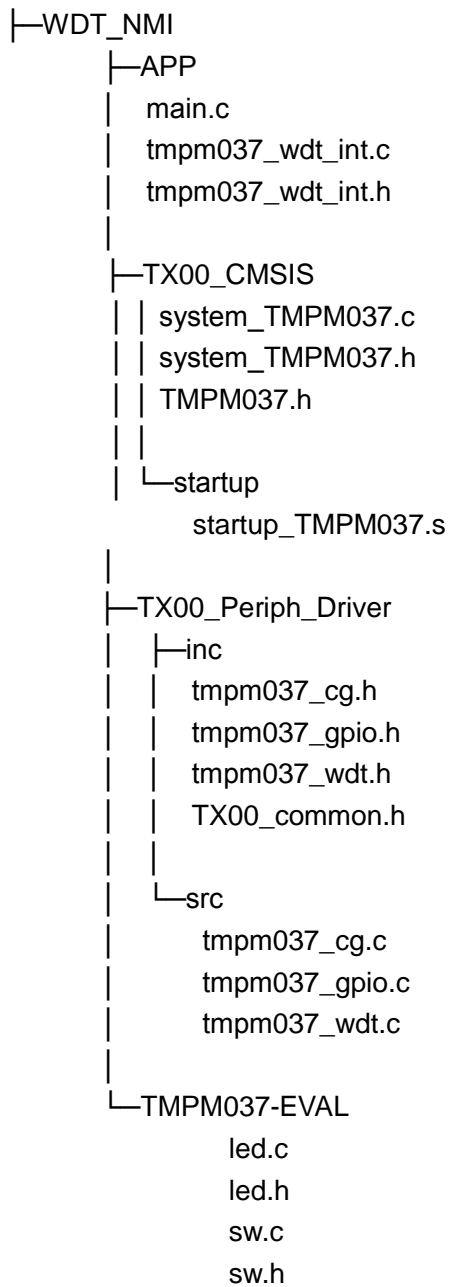 ├─WDT_NMI
├─APP
│ main.c
│ tmpm037_wdt_int.c
│ tmpm037_wdt_int.h
│
├─TX00_CMSIS
│ │ system_TMPM037.c
│ │ system_TMPM037.h
│ │ TMPM037.h
│ │
│ └─startup
startup_TMPM037.s
│
├─TX00_Periph_Driver
│ ├─inc
│ │ tmpm037_cg.h
│ │ tmpm037_gpio.h
│ │ tmpm037_wdt.h
│ │ TX00_common.h
│ │
│ └─src
│ tmpm037_cg.c
│ tmpm037_gpio.c
│ tmpm037_wdt.c
│
└─TMPM037-EVAL
led.c
led.h
sw.c
sw.h